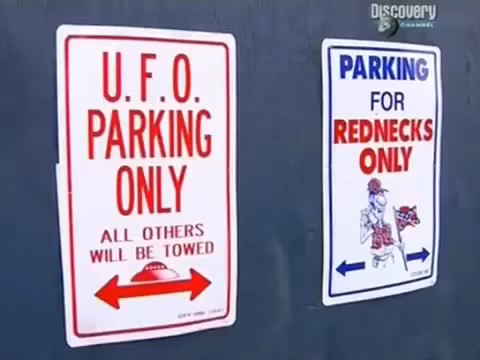 Discovery
CHANNEL
U.F.O.
PARKING
ONLY
ALL OTHERS
WILL BE TOWED
PARKING
FOR
REDNECKS
ONLY